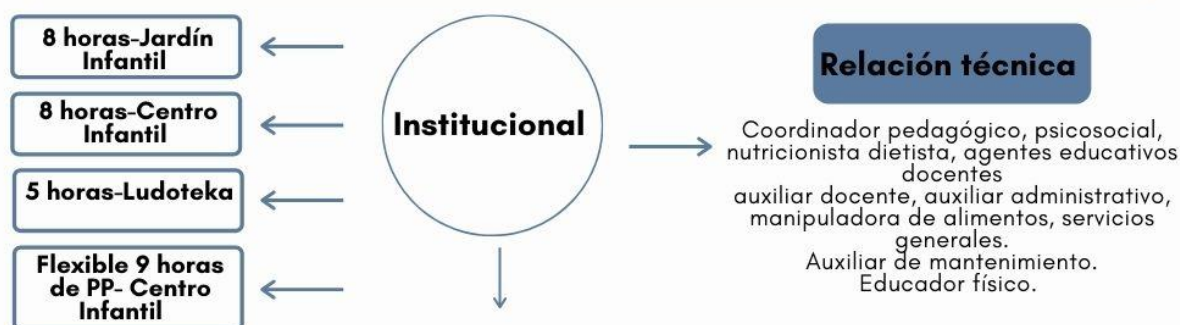 8 horas-Jardín
Infantil
8 horas-Centro
Infantil
5 horas-Ludoteka
Flexible 9 horas
de PP- Centro
Infantil
Institucional
Relación técnica
Coordinador pedagógico, psicosocial,
nutricionista dietista, agentes educativos
docentes
auxiliar docente, auxiliar administrativo,
manipuladora de alimentos, servicios
generales.
Auxiliar de mantenimiento.
Educador físico.